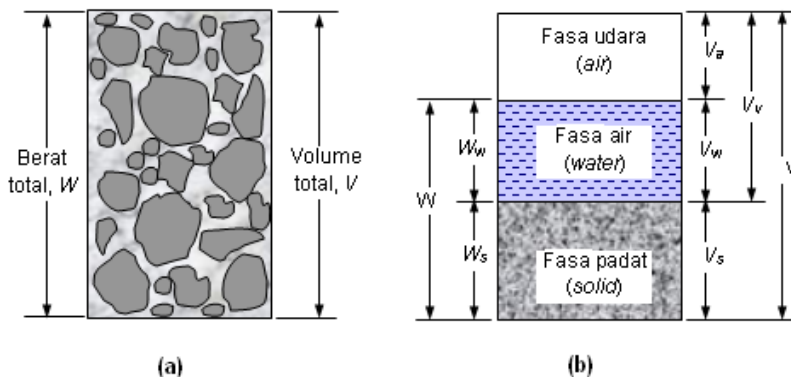 Berat
total, W
Volume
total, V
(a)
Fasa udara
(air)
Fasa air
(water)
Fasa padat
(solid)
W
Ww
Ws
Va
Vw
Vs
Vv
V
(b)